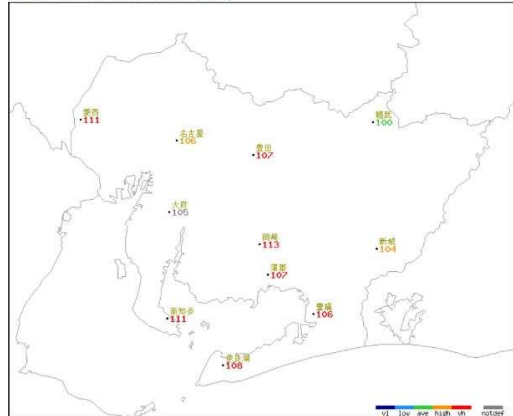 愛西
111
名古屋
106
豊田
107
稲武
100
大府
105
岡崎
113
新城
104
蒲郡
107
南知多
111
豊橋
106
伊良湖
108
vl low ave high vh notdef